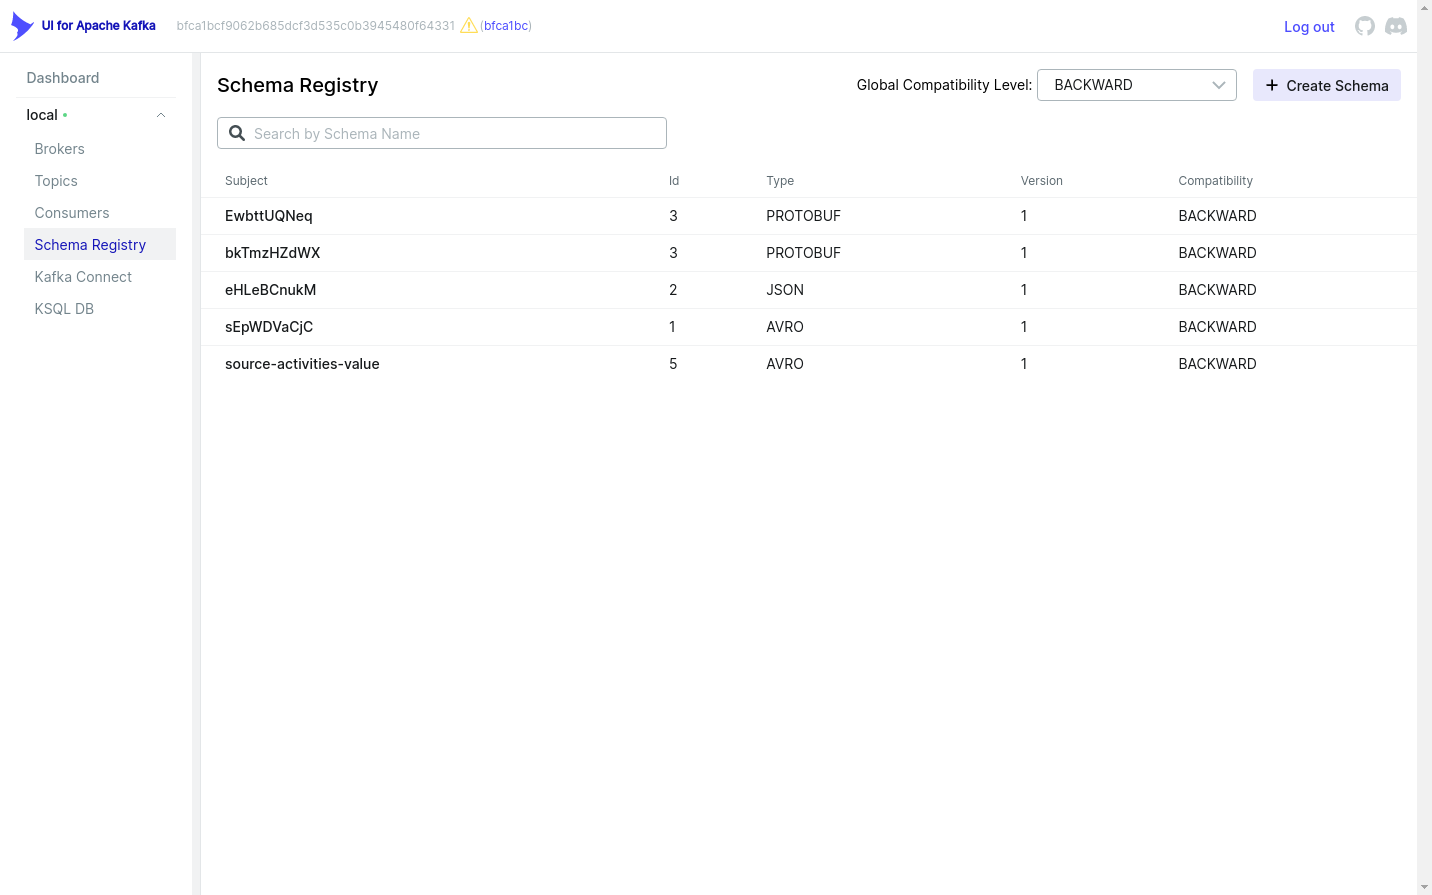 UI for Apache Kafka
bfca1bcf9062b685dcf3d535c0b3945480f64331 (bfca1bc)
Log out
Dashboard
local
Brokers
Topics
Consumers
Schema Registry
Kafka Connect
KSQL DB
Schema Registry
Global Compatibility Level: BACKWARD
Create Schema
Search by Schema Name
Subject Id Type Version Compatibility
EwbttUQNeq 3 PROTOBUF 1 BACKWARD
bkTmzHZdWX 3 PROTOBUF 1 BACKWARD
eHLeBCnukM 2 JSON 1 BACKWARD
sEpWDVaCjC 1 AVRO 1 BACKWARD
source-activities-value 5 AVRO 1 BACKWARD